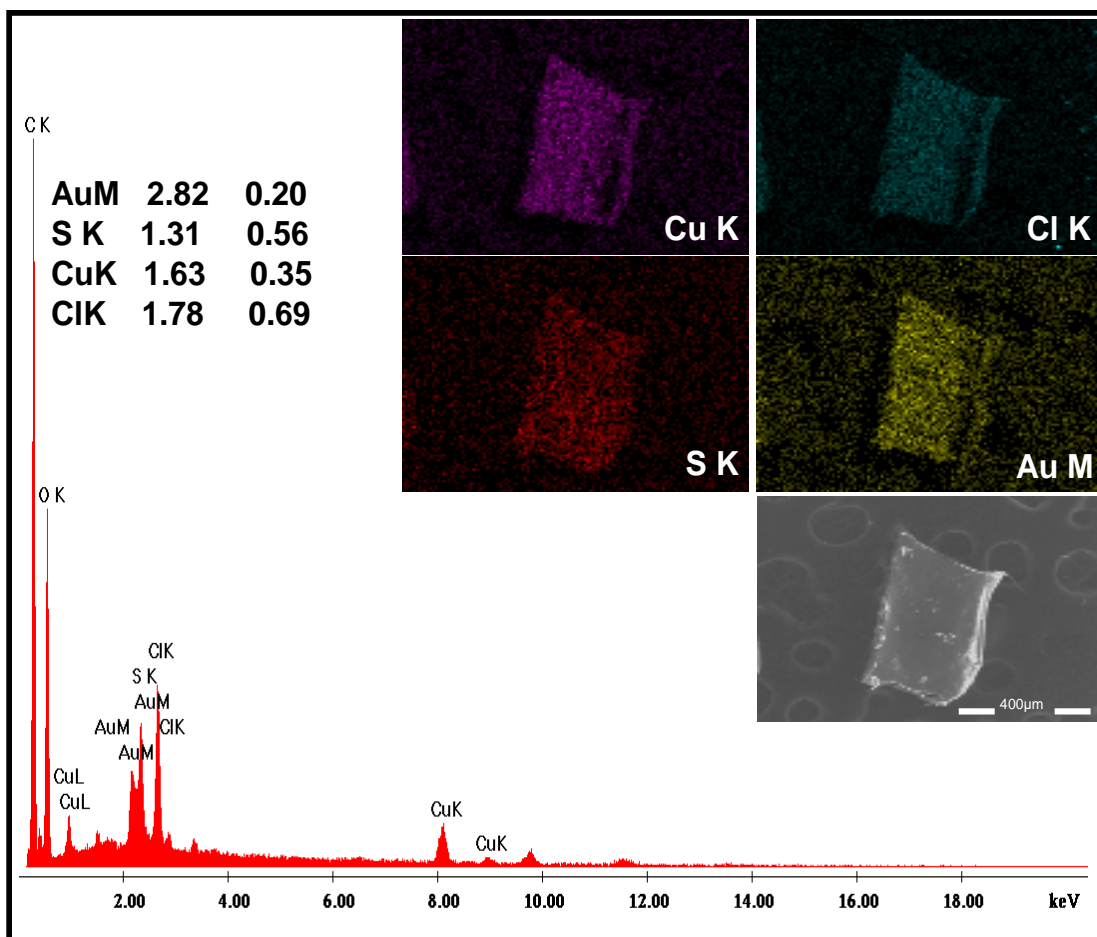 C K
AuM 2.82 0.20
S K 1.31 0.56
CuK 1.63 0.35
ClK 1.78 0.69
Cu K
Cl K
S K
Au M
400μm
O K
ClK
S K
AuM
AuM
ClK
AuM
CuL
CuL
CuK
CuK
2.00 4.00 6.00 8.00 10.00 12.00 14.00 16.00 18.00 keV